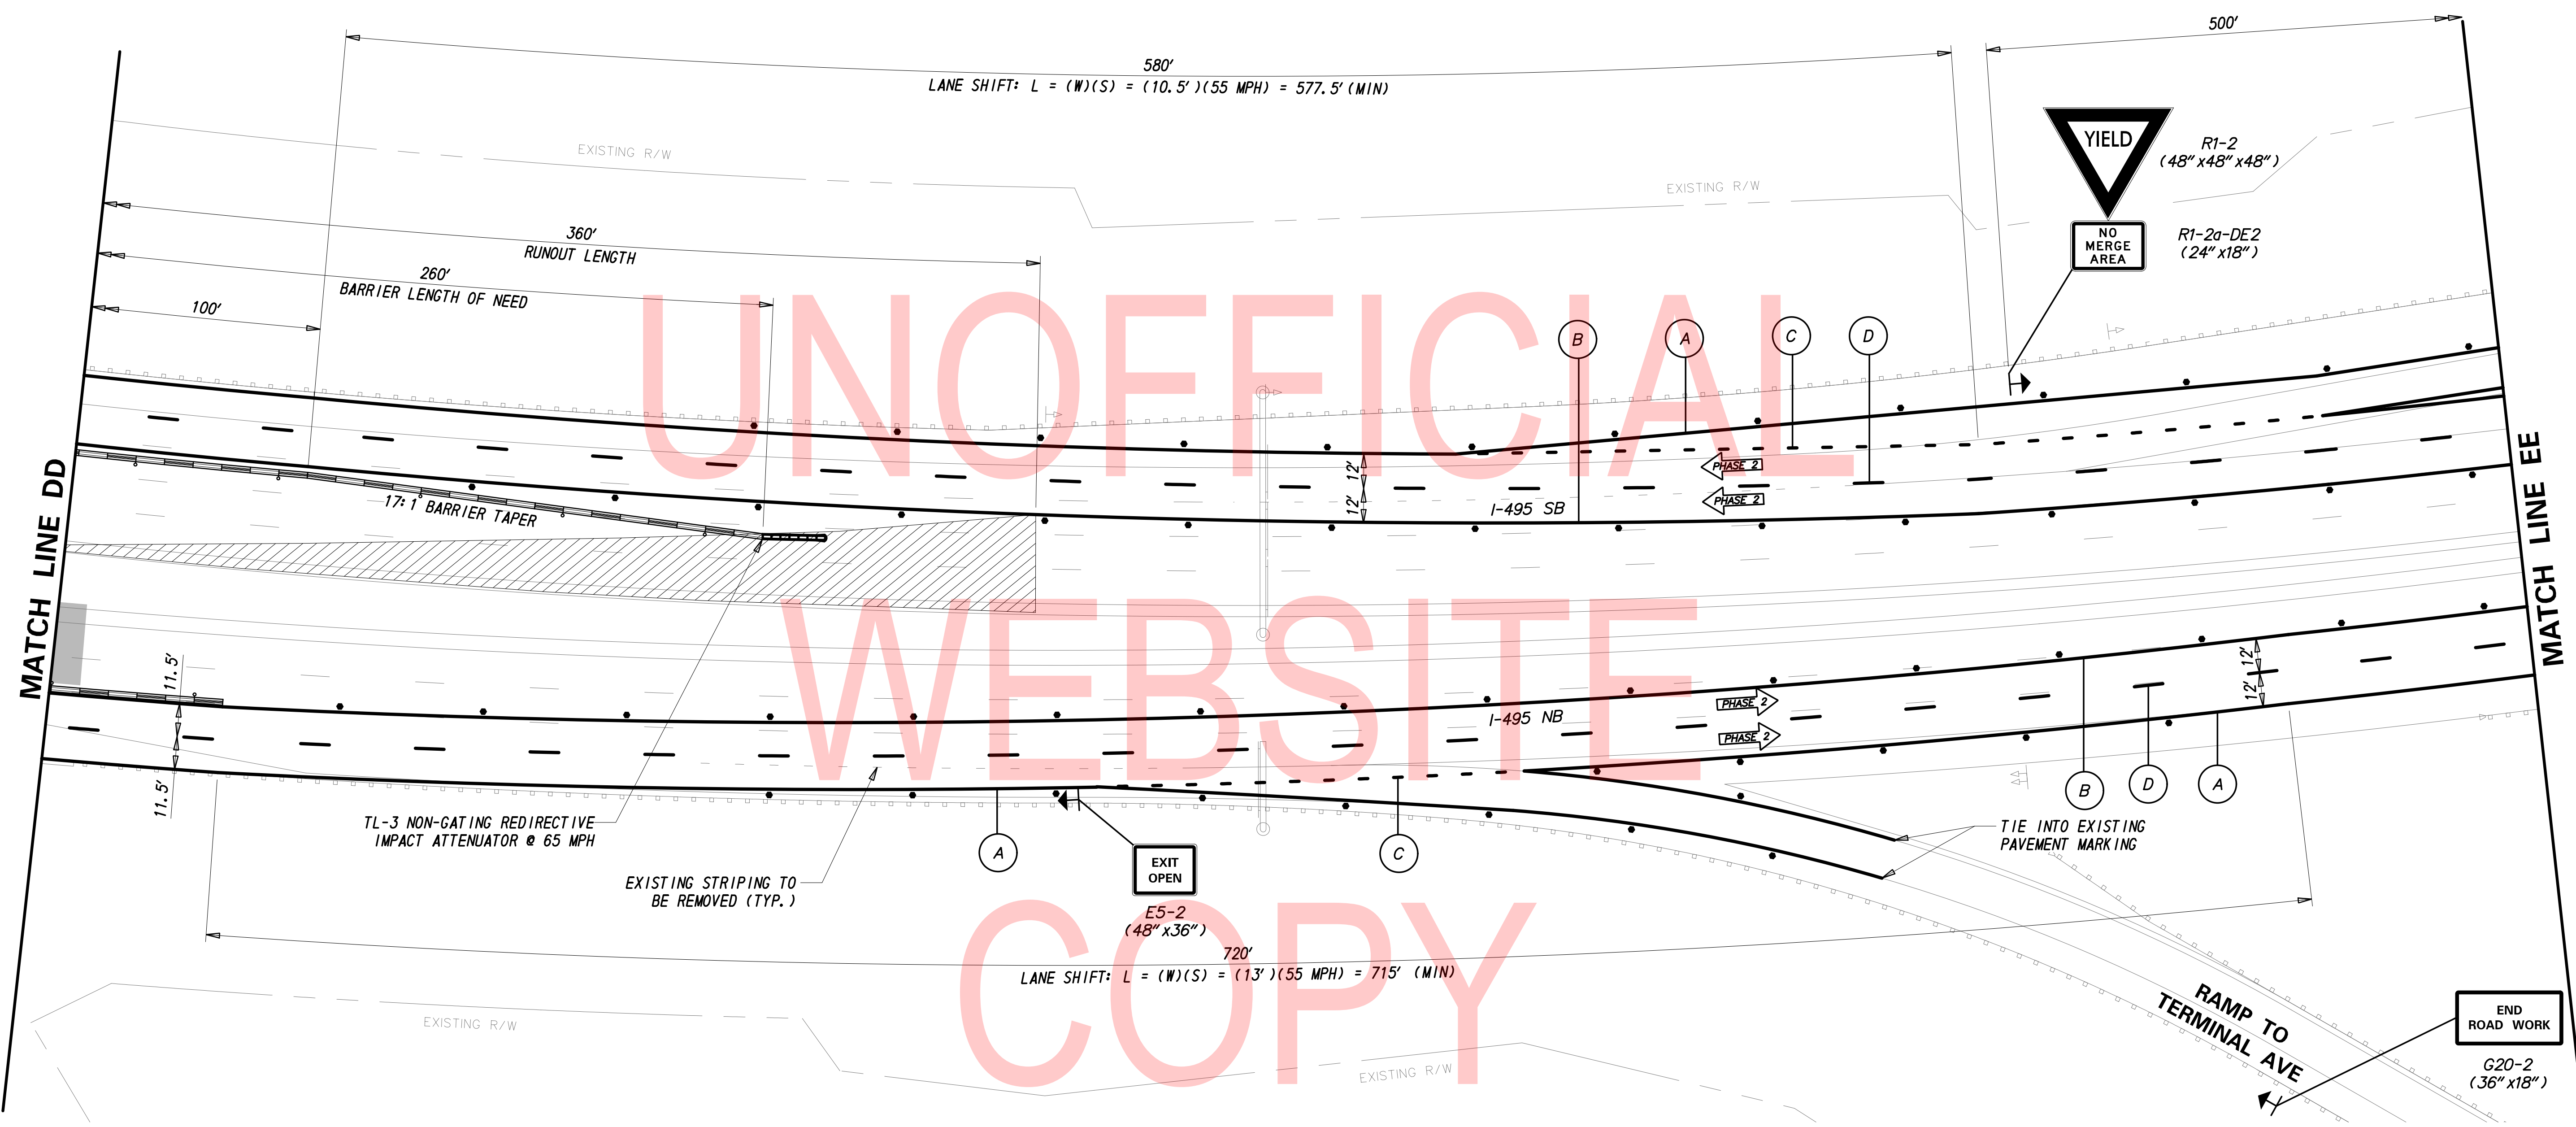 580'
LANE SHIFT: L = (W)(S) = (10.5')(55 MPH) = 577.5'(MIN)
500'
EXISTING R/W
EXISTING R/W
YIELD
R1-2
(48"x48"x48")
NO
MERGE
AREA
R1-2a-DE2
(24"x18")
360'
RUNOUT LENGTH
260'
BARRIER LENGTH OF NEED
100'
UNOFFICIAL
WEBSITE
COPY
B
A
C
D
12'
12'
PHASE 2
PHASE 2
I-495 SB
17:1 BARRIER TAPER
MATCH LINE DD
MATCH LINE EE
11.5'
11.5'
I-495 NB
PHASE 2
PHASE 2
12'
12'
B
D
A
A
C
TL-3 NON-GATING REDIRECTIVE
IMPACT ATTENUATOR @ 65 MPH
EXISTING STRIPING TO
BE REMOVED (TYP.)
EXIT
OPEN
E5-2
(48"x36")
TIE INTO EXISTING
PAVEMENT MARKING
720'
LANE SHIFT: L = (W)(S) = (13')(55 MPH) = 715' (MIN)
EXISTING R/W
EXISTING R/W
RAMP TO
TERMINAL AVE
END
ROAD WORK
G20-2
(36"x18")